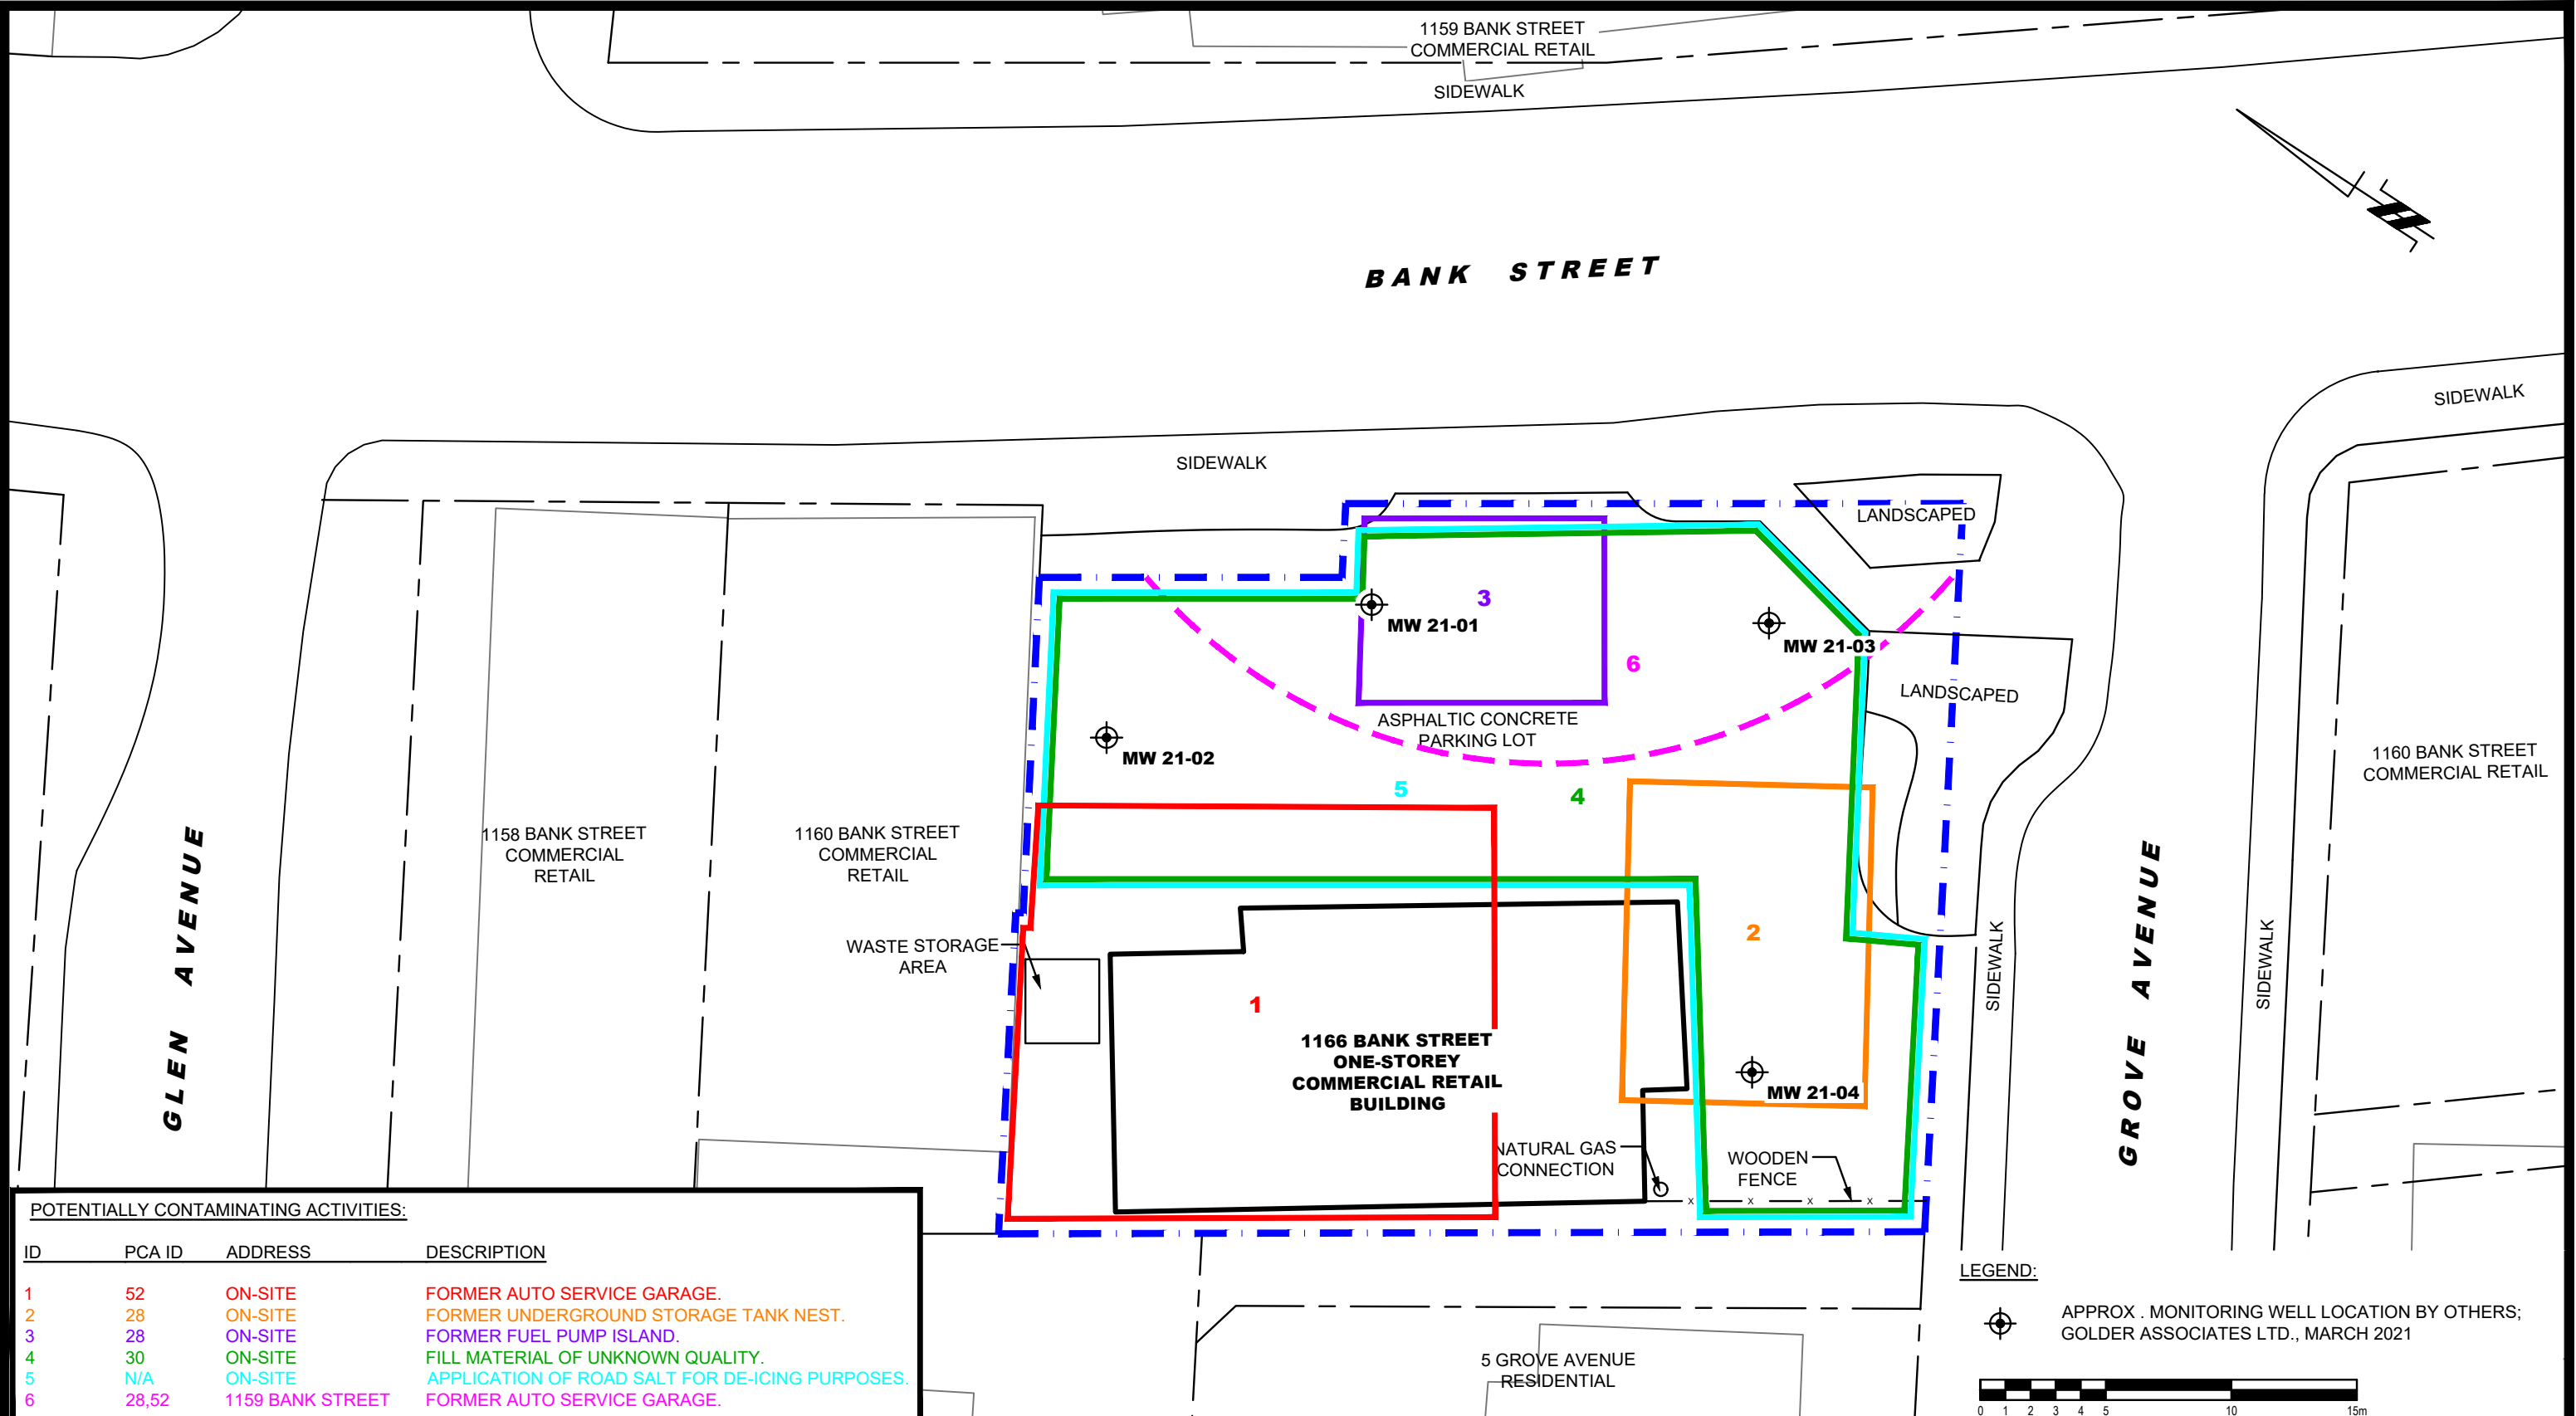 1159 BANK STREET
COMMERCIAL RETAIL
SIDEWALK
BANK STREET
SIDEWALK
SIDEWALK
LANDSCAPED
3
MW 21-01
MW 21-03
6
LANDSCAPED
ASPHALTIC CONCRETE
PARKING LOT
MW 21-02
1160 BANK STREET
COMMERCIAL RETAIL
5
4
1158 BANK STREET
COMMERCIAL
RETAIL
1160 BANK STREET
COMMERCIAL
RETAIL
GLEN AVENUE
GROVE AVENUE
WASTE STORAGE
AREA
2
SIDEWALK
SIDEWALK
1
1166 BANK STREET
ONE-STOREY
COMMERCIAL RETAIL
BUILDING
MW 21-04
NATURAL GAS
CONNECTION
WOODEN
FENCE
x x x x
POTENTIALLY CONTAMINATING ACTIVITIES:
ID PCA ID ADDRESS DESCRIPTION
1 52 ON-SITE FORMER AUTO SERVICE GARAGE.
2 28 ON-SITE FORMER UNDERGROUND STORAGE TANK NEST.
3 28 ON-SITE FORMER FUEL PUMP ISLAND.
4 30 ON-SITE FILL MATERIAL OF UNKNOWN QUALITY.
5 N/A ON-SITE APPLICATION OF ROAD SALT FOR DE-ICING PURPOSES.
6 28,52 1159 BANK STREET FORMER AUTO SERVICE GARAGE.
5 GROVE AVENUE
RESIDENTIAL
LEGEND:
APPROX . MONITORING WELL LOCATION BY OTHERS;
GOLDER ASSOCIATES LTD., MARCH 2021
0 1 2 3 4 5 10 15m